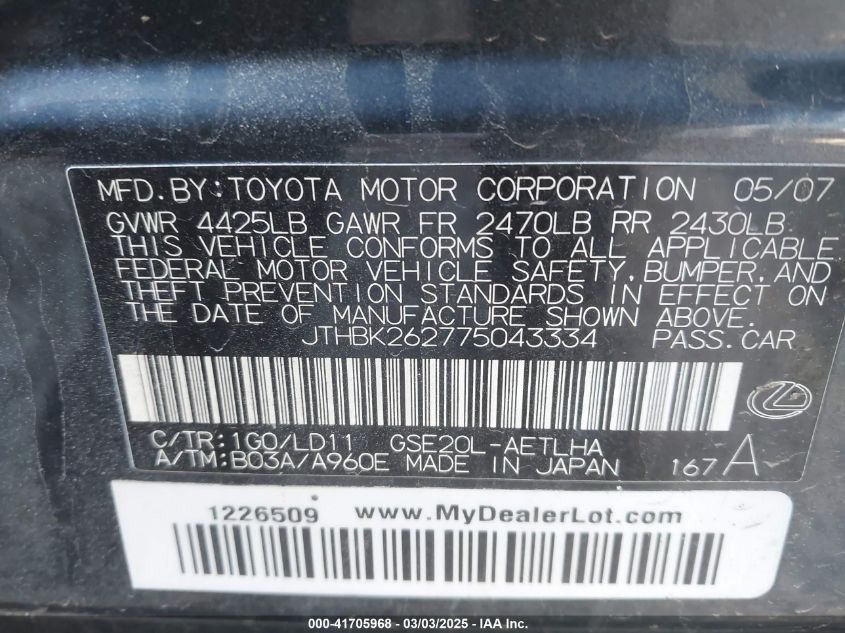 MFD.BY:TOYOTA MOTOR CORPORATION 05/07
GVWR 4425LB GAWR FR 2470LB RR 2430LB
THIS VEHICLE CONFORMS TO ALL APPLICABLE
FEDERAL MOTOR VEHICLE SAFETY,BUMPER,AND
THEFT PREVENTION STANDARDS IN EFFECT ON
THE DATE OF MANUFACTURE SHOWN ABOVE.
JTHBK262775043334 PASS.CAR
C/TR:1G0/LD11 GSE20L-AETLHA
A/TM:B03A/A960E MADE IN JAPAN 167A
1226509 www.MyDealerLot.com
000-41705968 - 03/03/2025 - IAA Inc.